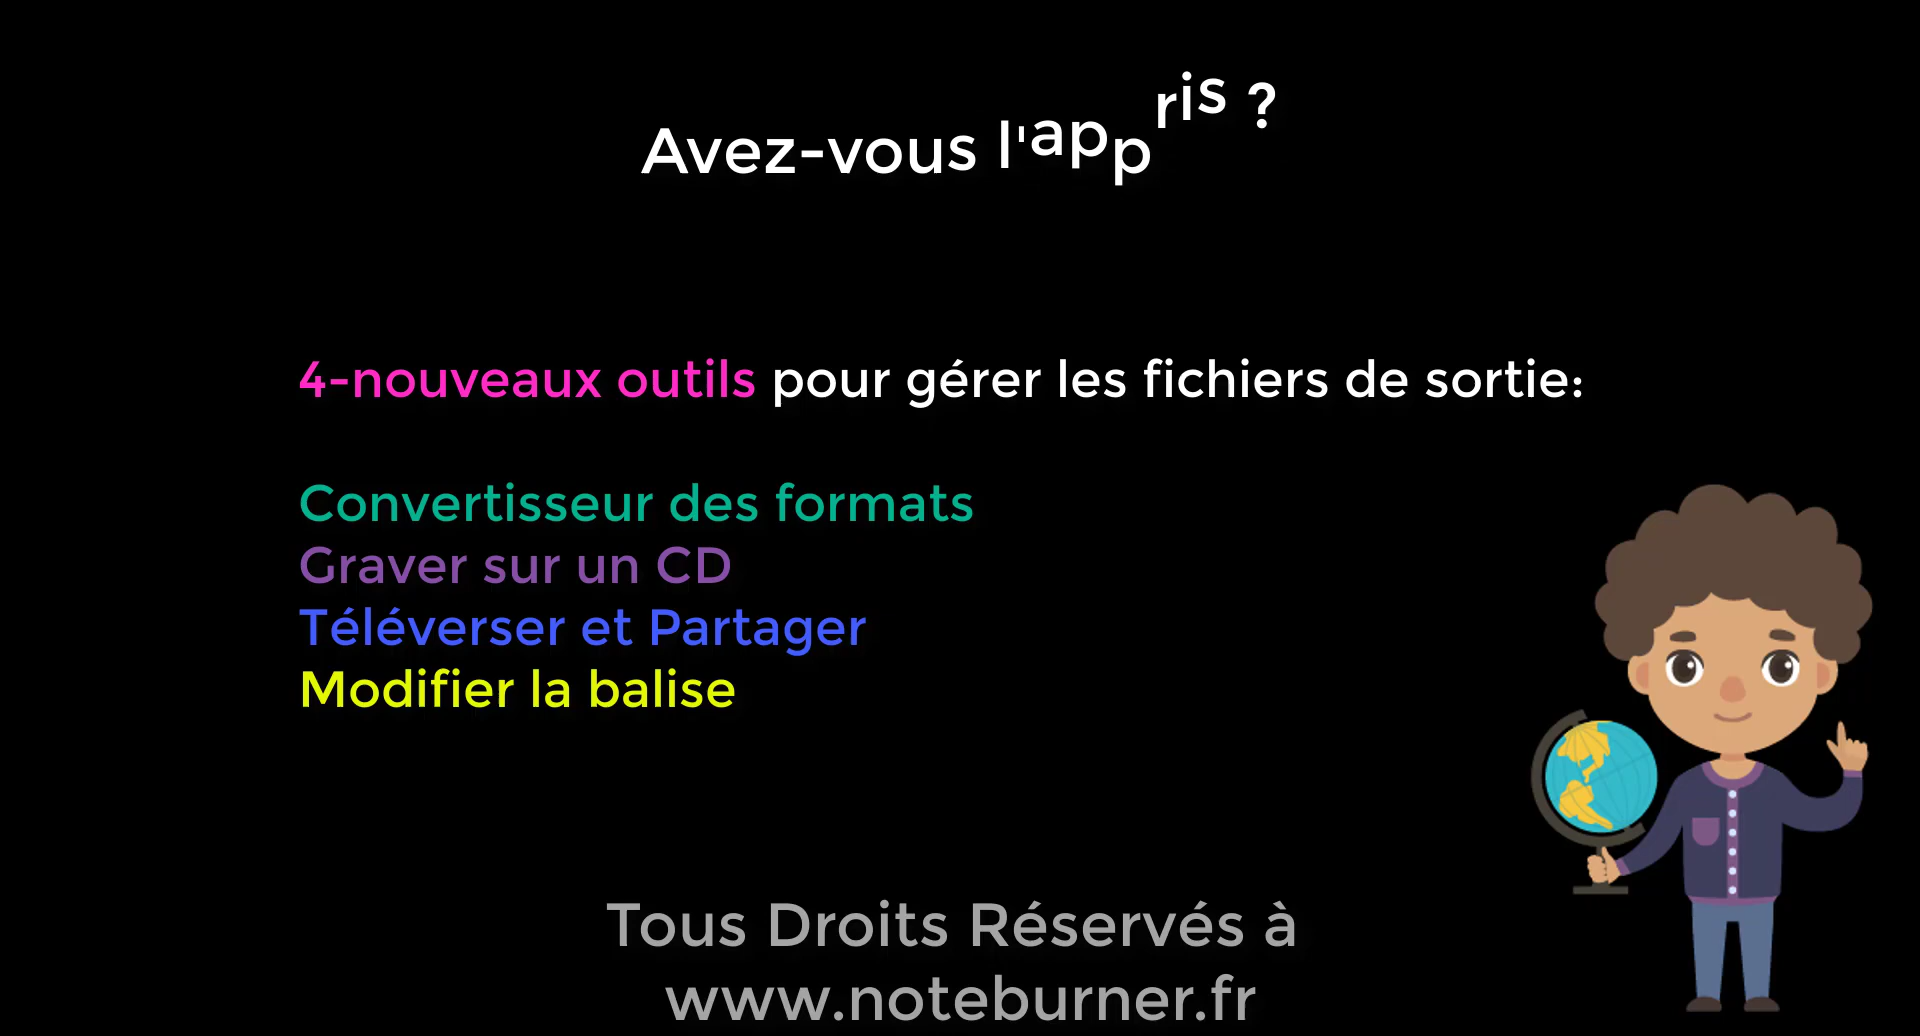 Avez-vous l'appris ?
4-nouveaux outils pour gérer les fichiers de sortie:
Convertisseur des formats
Graver sur un CD
Téléverser et Partager
Modifier la balise
Tous Droits Réservés à
www.noteburner.fr